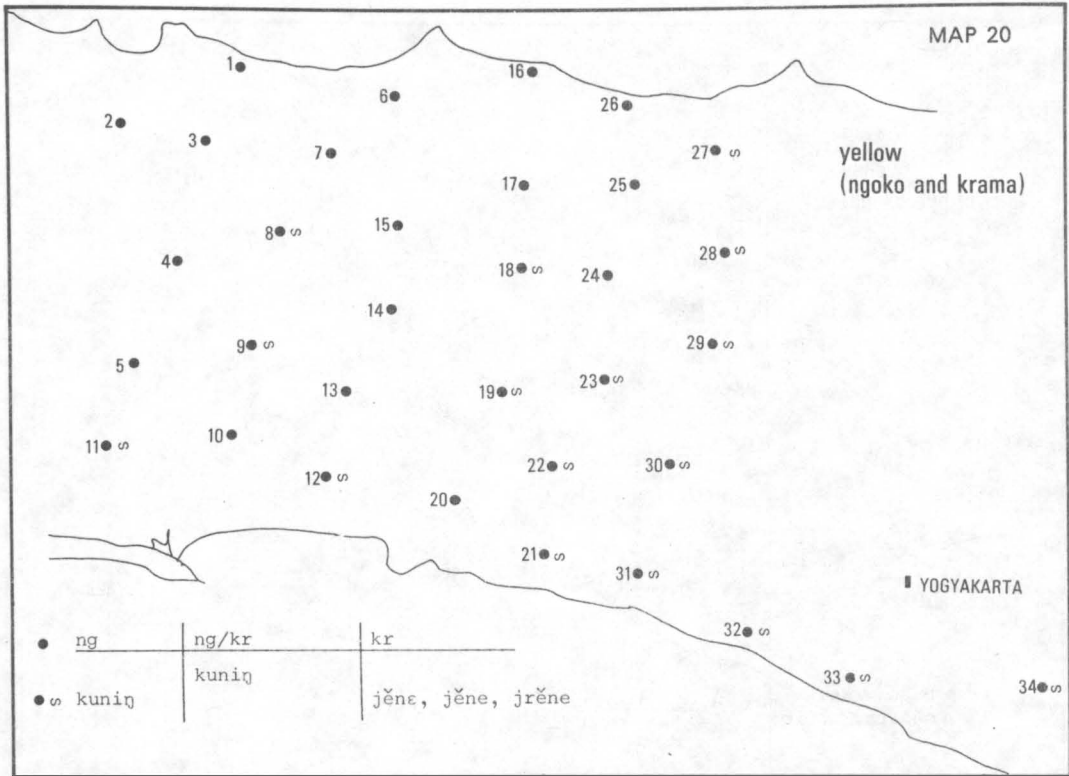 MAP 20
1
16
6
26
2
3
7
27 s
yellow
(ngoko and krama)
17
25
15
8 s
28 s
4
18 s
24
14
9 s
29 s
5
13
19 s
23 s
11 s
10
12 s
22 s
30 s
20
21 s
31 s
YOGYAKARTA
32 s
33 s
34 s
ng ng/kr kr
kuniŋ
s kuniŋ jĕnɛ, jĕne, jrĕne